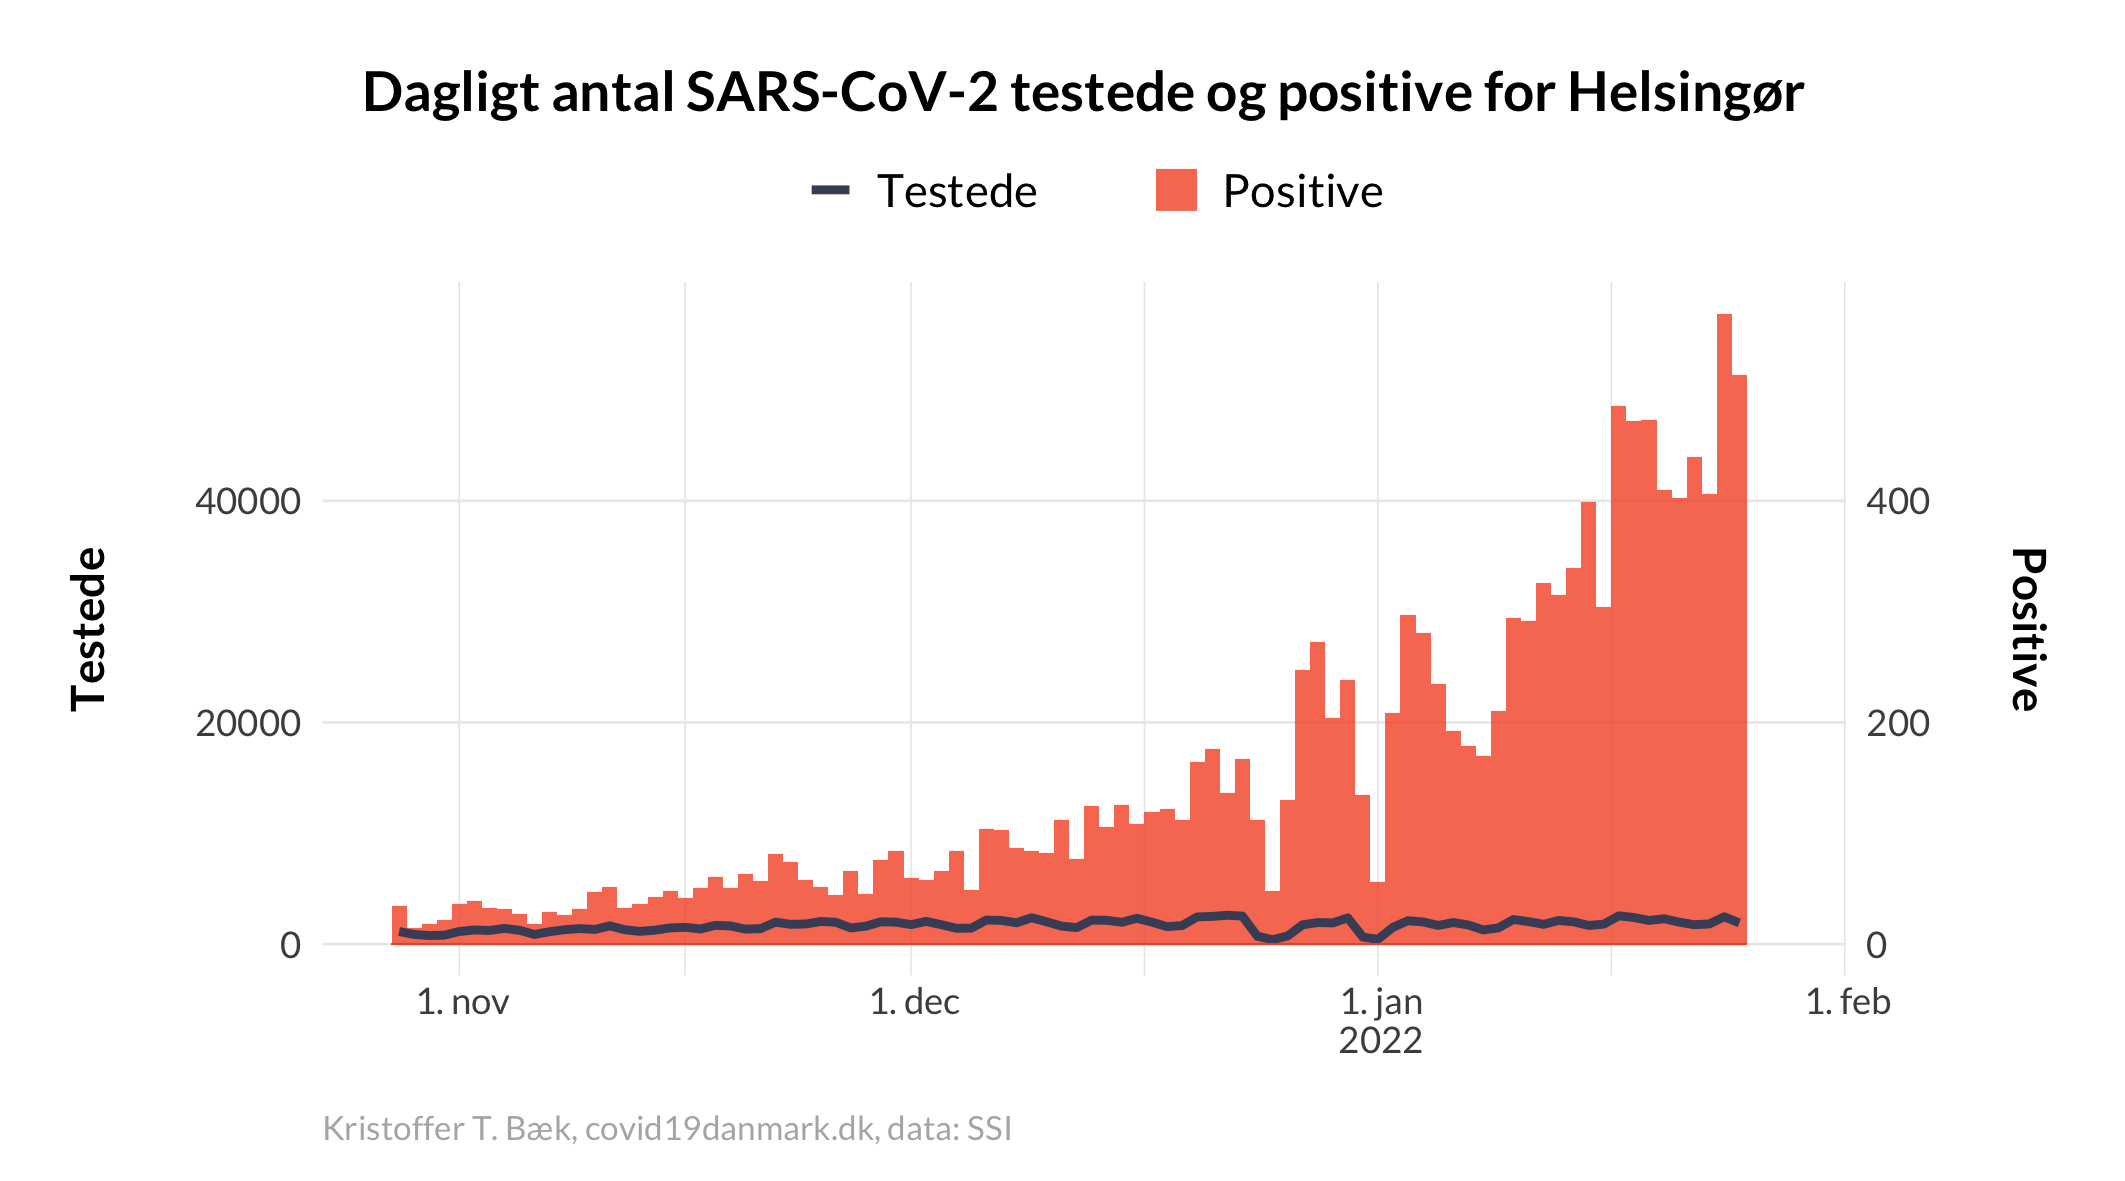 Dagligt antal SARS-CoV-2 testede og positive for Helsingør
Testede
Positive
40000
20000
0
Testede
400
200
0
Positive
1. nov
1. dec
1. jan
2022
1. feb
Kristoffer T. Bæk, covid19danmark.dk, data: SSI